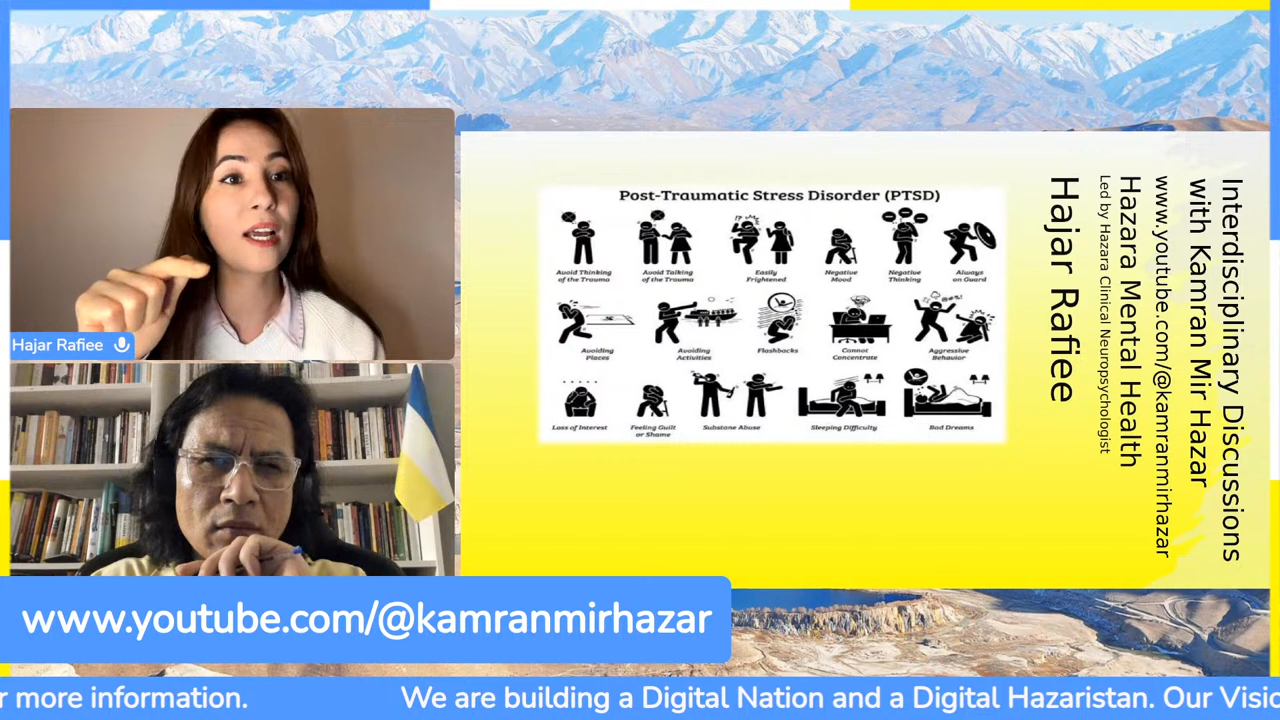 Hajar Rafiee
Post-Traumatic Stress Disorder (PTSD)
Avoid Thinking
of the Trauma
Avoid Talking
of the Trauma
Easily
Frightened
Negative
Mood
Negative
Thinking
Always
on Guard
Avoiding
Places
Avoiding
Activities
Flashbacks
Cannot
Concentrate
Aggressive
Behavior
Loss of Interest
Feeling Guilt
or Shame
Substane Abuse
Sleeping Difficulty
Bad Dreams
Interdisciplinary Discussions
with Kamran Mir Hazar
www.youtube.com/@kamranmirhazar
Hazara Mental Health
Led by Hazara Clinical Neuropsychologist
Hajar Rafiee
www.youtube.com/@kamranmirhazar
r more information. We are building a Digital Nation and a Digital Hazaristan. Our Visio